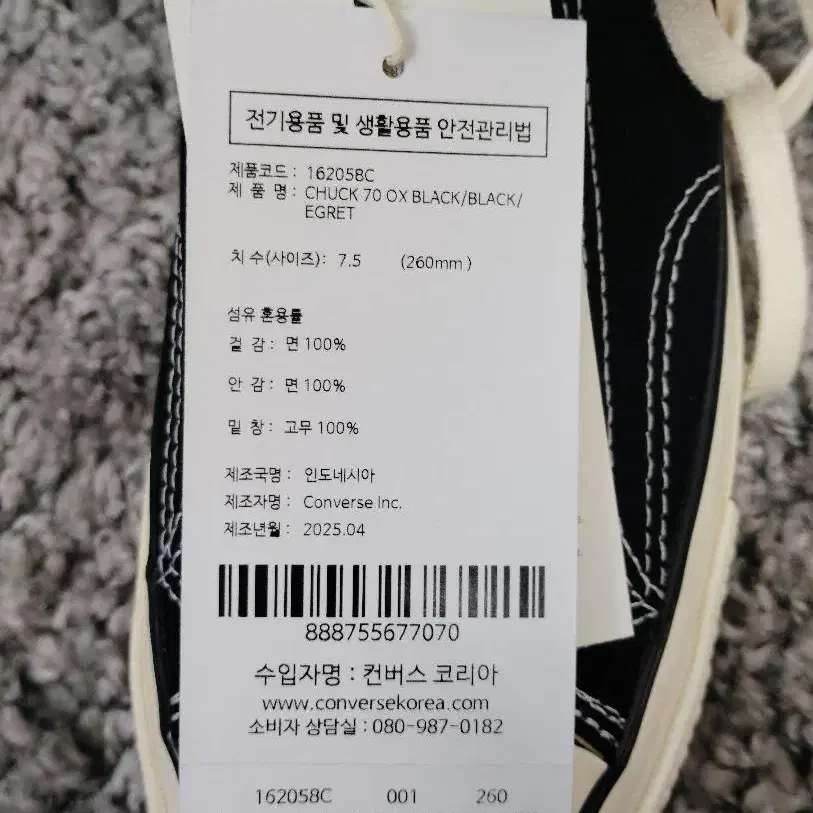 전기용품 및 생활용품 안전관리법
제품코드 : 162058C
제 품 명 : CHUCK 70 OX BLACK/BLACK/
EGRET
치 수(사이즈) : 7.5 (260mm )
섬유 혼용률
겉 감 : 면 100%
안 감 : 면 100%
밑 창 : 고무 100%
제조국명 : 인도네시아
제조자명 : Converse Inc.
제조년월 : 2025.04
888755677070
수입자명 : 컨버스 코리아
www.conversekorea.com
소비자 상담실 : 080-987-0182
162058C 001 260